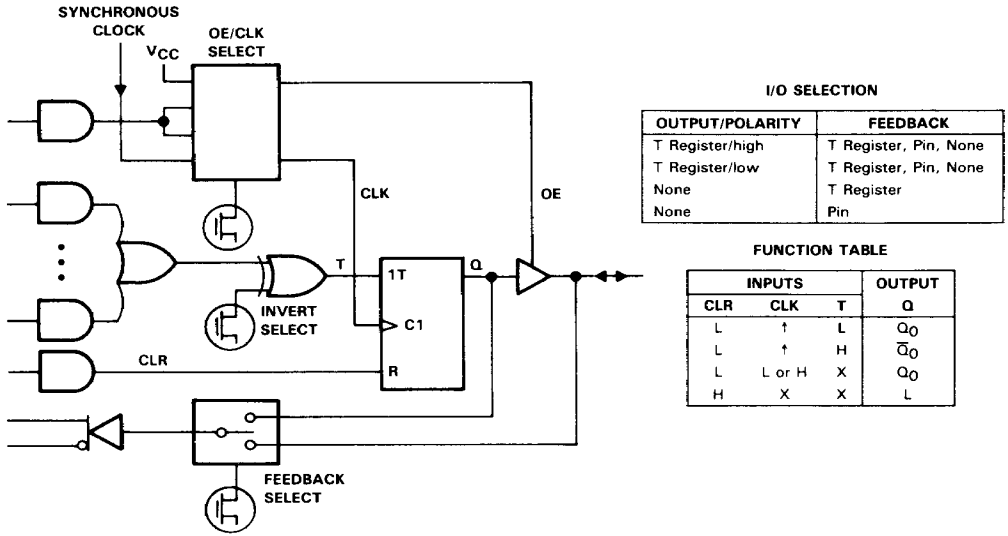 SYNCHRONOUS
CLOCK
VCC
OE/CLK
SELECT
CLK
OE
T
Q
1T
C1
R
INVERT
SELECT
CLR
FEEDBACK
SELECT
I/O SELECTION
OUTPUT/POLARITY FEEDBACK
T Register/high T Register, Pin, None
T Register/low T Register, Pin, None
None T Register
None Pin
FUNCTION TABLE
INPUTS OUTPUT
CLR CLK T Q
L ↑ L Q0
L ↑ H Q̅0
L L or H X Q0
H X X L